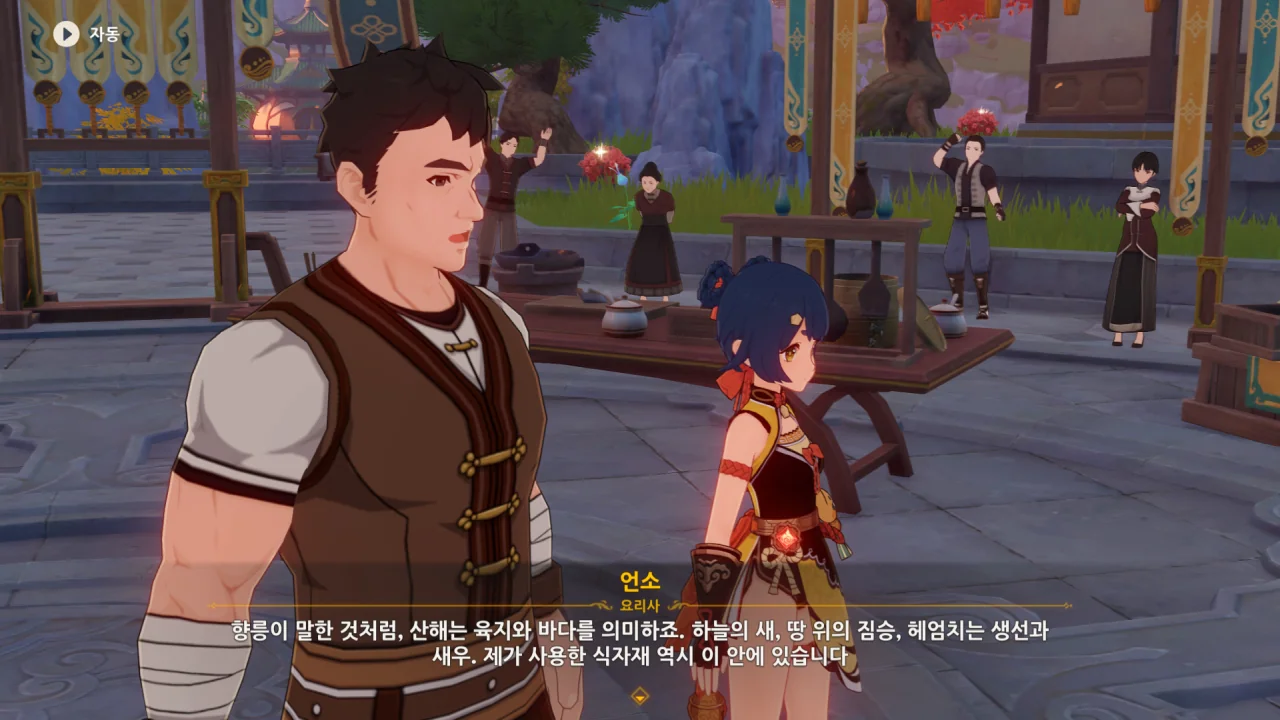 자동
언소
요리사
향릉이 말한 것처럼, 산해는 육지와 바다를 의미하죠. 하늘의 새, 땅 위의 짐승, 헤엄치는 생선과
새우. 제가 사용한 식자재 역시 이 안에 있습니다